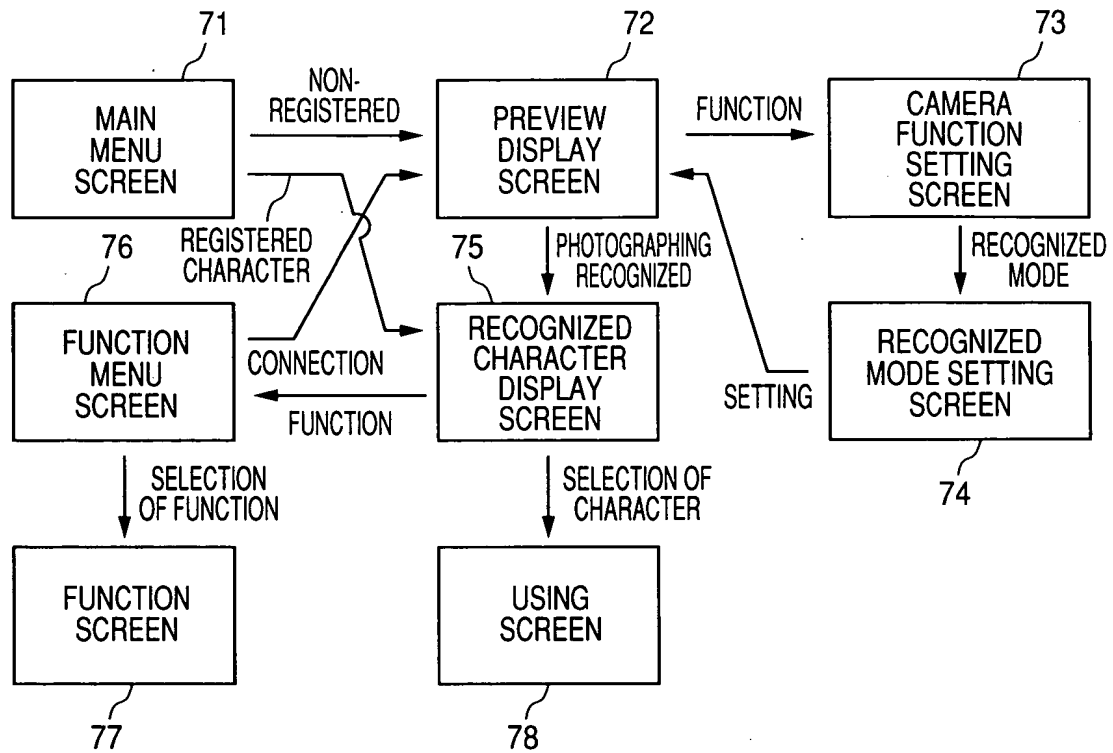 71
72
73
MAIN
MENU
SCREEN
NON-
REGISTERED
PREVIEW
DISPLAY
SCREEN
FUNCTION
CAMERA
FUNCTION
SETTING
SCREEN
REGISTERED
CHARACTER
PHOTOGRAPHING
RECOGNIZED
RECOGNIZED
MODE
76
75
FUNCTION
MENU
SCREEN
CONNECTION
FUNCTION
RECOGNIZED
CHARACTER
DISPLAY
SCREEN
SETTING
RECOGNIZED
MODE SETTING
SCREEN
74
SELECTION
OF FUNCTION
SELECTION OF
CHARACTER
FUNCTION
SCREEN
USING
SCREEN
77
78